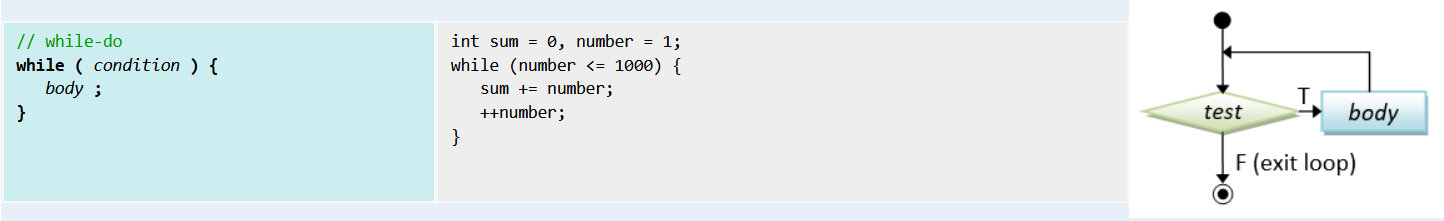 // while-do
while ( condition ) {
   body ;
}
int sum = 0, number = 1;
while (number <= 1000) {
   sum += number;
   ++number;
}
test
T
body
F (exit loop)